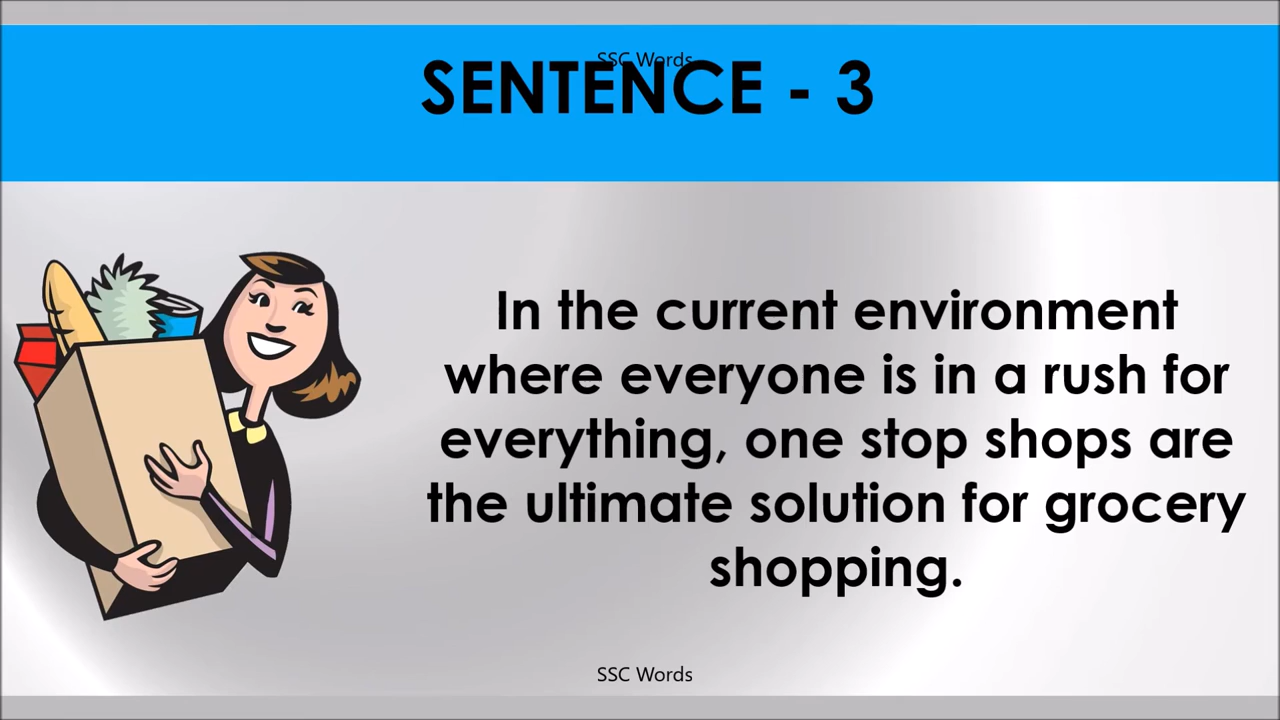 SSC Words
SENTENCE - 3
In the current environment
where everyone is in a rush for
everything, one stop shops are
the ultimate solution for grocery
shopping.
SSC Words